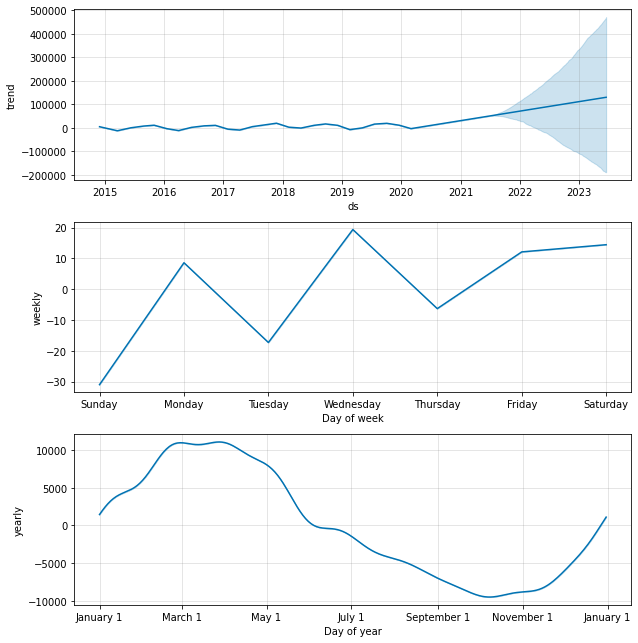 500000
400000
300000
200000
100000
0
−100000
−200000
trend
2015 2016 2017 2018 2019 2020 2021 2022 2023
ds
20
10
0
−10
−20
−30
weekly
Sunday Monday Tuesday Wednesday Thursday Friday Saturday
Day of week
10000
5000
0
−5000
−10000
yearly
January 1 March 1 May 1 July 1 September 1 November 1 January 1
Day of year